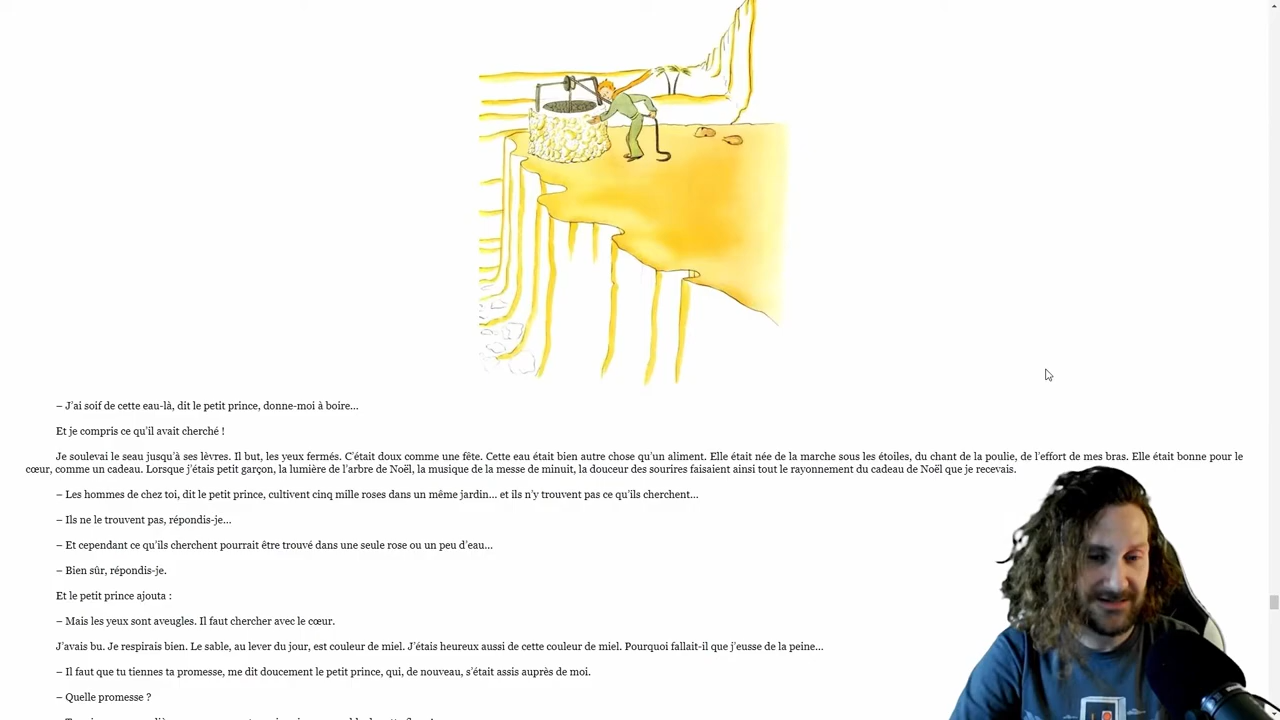 – J’ai soif de cette eau-là, dit le petit prince, donne-moi à boire...
Et je compris ce qu’il avait cherché !
Je soulevai le seau jusqu’à ses lèvres. Il but, les yeux fermés. C’était doux comme une fête. Cette eau était bien autre chose qu’un aliment. Elle était née de la marche sous les étoiles, du chant de la poulie, de l’effort de mes bras. Elle était bonne pour le
cœur, comme un cadeau. Lorsque j’étais petit garçon, la lumière de l’arbre de Noël, la musique de la messe de minuit, la douceur des sourires faisaient ainsi tout le rayonnement du cadeau de Noël que je recevais.
– Les hommes de chez toi, dit le petit prince, cultivent cinq mille roses dans un même jardin... et ils n’y trouvent pas ce qu’ils cherchent...
– Ils ne le trouvent pas, répondis-je...
– Et cependant ce qu’ils cherchent pourrait être trouvé dans une seule rose ou un peu d’eau...
– Bien sûr, répondis-je.
Et le petit prince ajouta :
– Mais les yeux sont aveugles. Il faut chercher avec le cœur.
J’avais bu. Je respirais bien. Le sable, au lever du jour, est couleur de miel. J’étais heureux aussi de cette couleur de miel. Pourquoi fallait-il que j’eusse de la peine...
– Il faut que tu tiennes ta promesse, me dit doucement le petit prince, qui, de nouveau, s’était assis auprès de moi.
– Quelle promesse ?